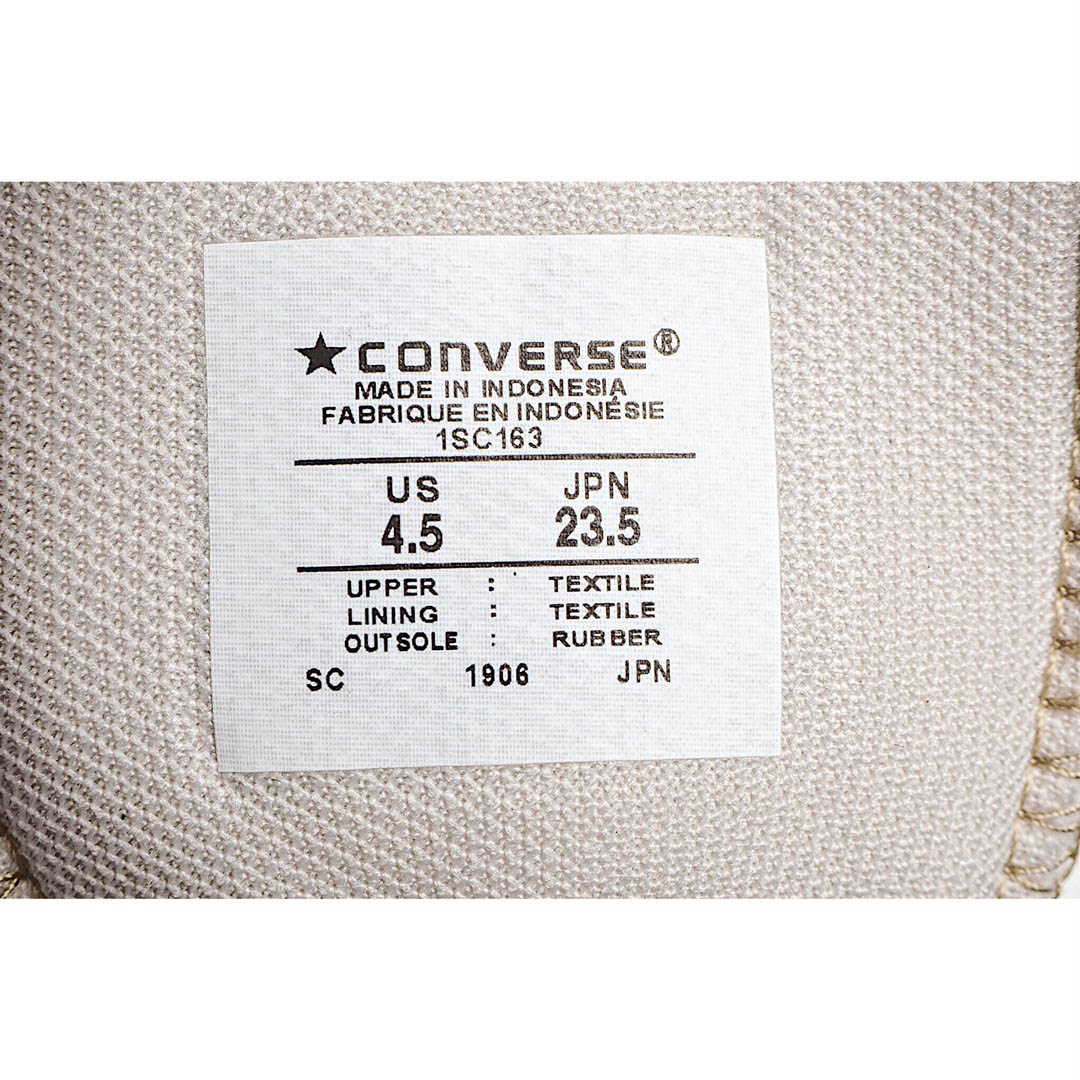 ★CONVERSE®
MADE IN INDONESIA
FABRIQUE EN INDONÉSIE
1SC163
US JPN
4.5 23.5
UPPER : TEXTILE
LINING : TEXTILE
OUTSOLE : RUBBER
SC 1906 JPN